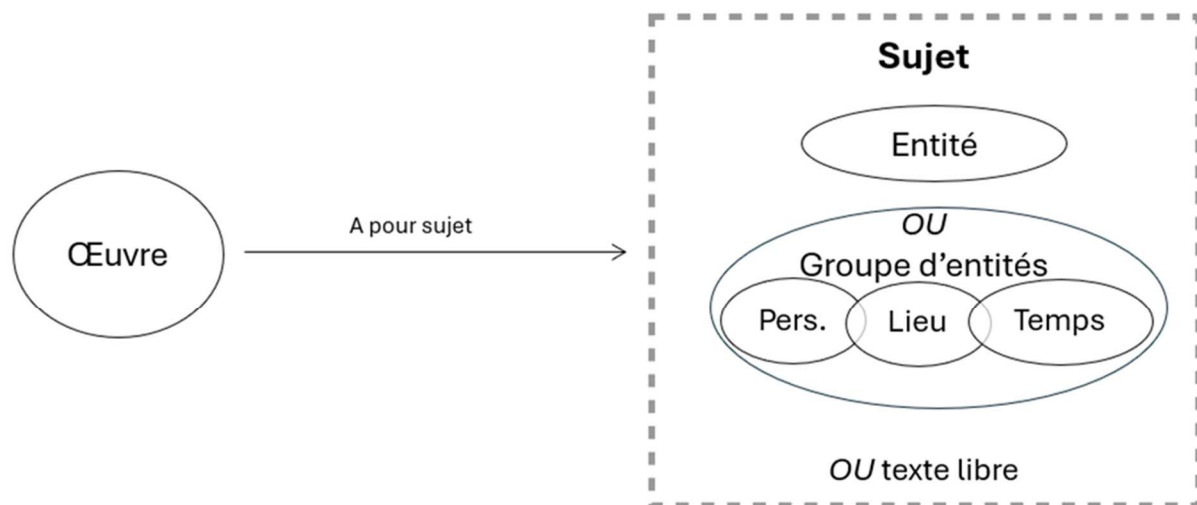 Œuvre
A pour sujet
Sujet
Entité
OU
Groupe d’entités
Pers.
Lieu
Temps
OU texte libre